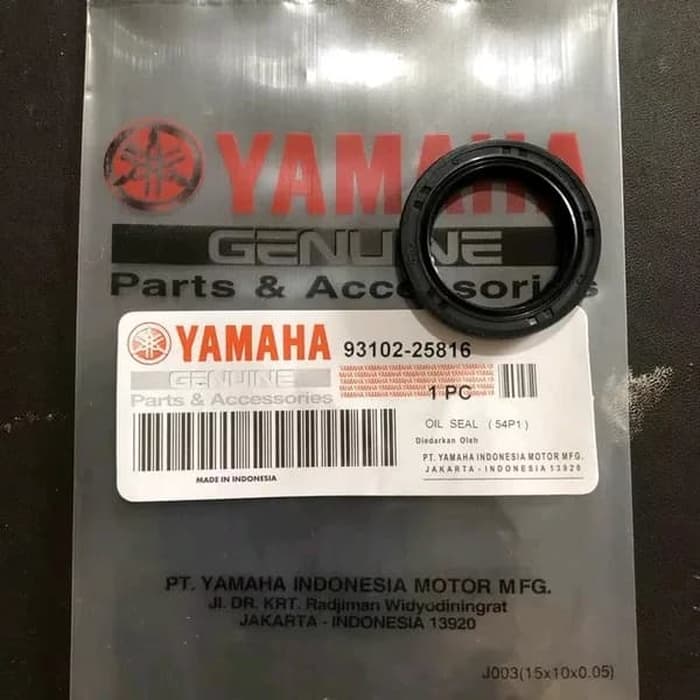 YAMAHA
GENUINE
Parts & Accessories
YAMAHA 93102-25816
GENUINE
Parts & Accessories
1 PC
OIL SEAL (54P1)
Diedarkan Oleh
PT. YAMAHA INDONESIA MOTOR MFG.
JAKARTA - INDONESIA 13920
MADE IN INDONESIA
PT. YAMAHA INDONESIA MOTOR MFG.
Jl. DR. KRT. Radjiman Widyodiningrat
JAKARTA - INDONESIA 13920
J003(15x10x0.05)